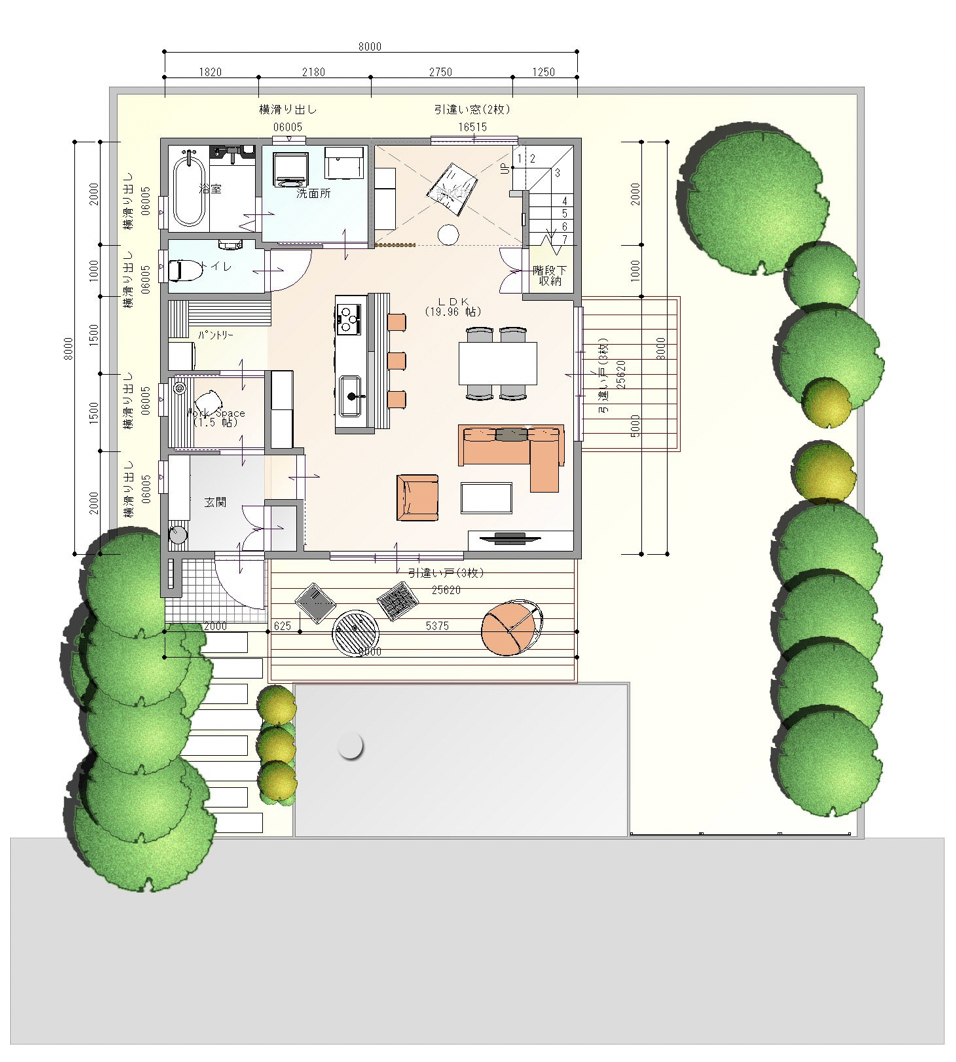 8000
1820
2180
2750
1250
横滑り出し
06005
引違い窓(2枚)
16515
浴室
洗面所
UP
1
2
3
4
5
6
7
横滑り出し
06005
2000
2000
トイレ
階段下
収納
横滑り出し
06005
1000
1000
LDK
(19.96 帖)
パントリー
1500
8000
8000
引違い戸(3枚)
25620
Work Space
(1.5 帖)
横滑り出し
06005
1500
5000
玄関
横滑り出し
06005
2000
引違い戸(3枚)
25620
2000
625
5375
8000